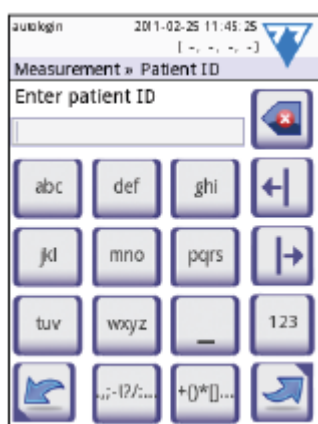 autologin 2011-02-25 11:45:25
[ -, -, -, -]
Measurement » Patient ID
Enter patient ID
abc def ghi
jkl mno pqrs
tuv wxyz _ 123
.,;-!?/:... +()*[]...